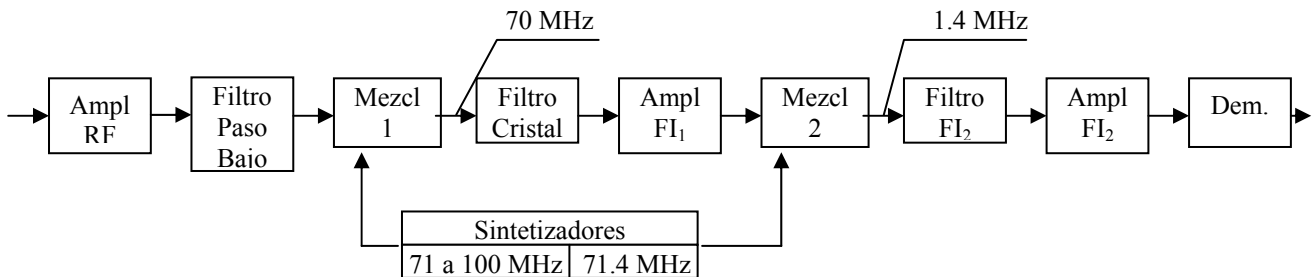 70 MHz
1.4 MHz
Ampl
RF
Filtro
Paso
Bajo
Mezcl
1
Filtro
Cristal
Ampl
FI₁
Mezcl
2
Filtro
FI₂
Ampl
FI₂
Dem.
Sintetizadores
71 a 100 MHz
71.4 MHz